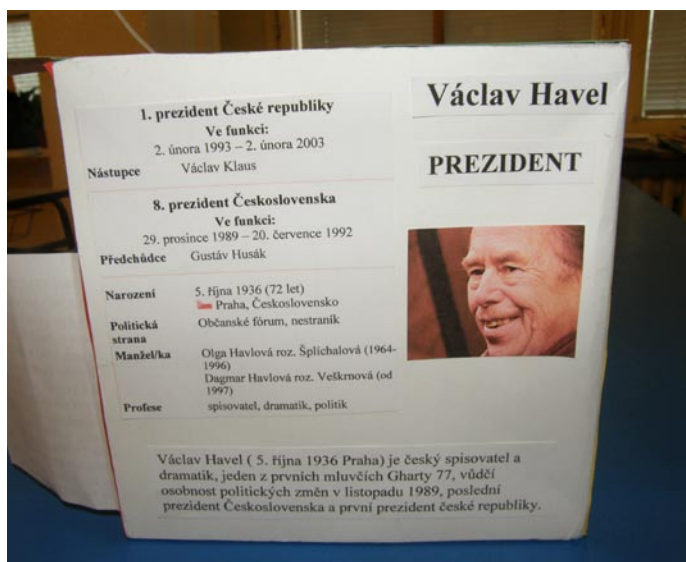 Václav Havel
PREZIDENT
1. prezident České republiky
Ve funkci:
2. února 1993 – 2. února 2003
Nástupce Václav Klaus
8. prezident Československa
Ve funkci:
29. prosince 1989 – 20. července 1992
Předchůdce Gustáv Husák
Narození 5. října 1936 (72 let)
Praha, Československo
Politická strana Občanské fórum, nestraník
Manžel/ka Olga Havlová roz. Šplíchalová (1964-
1996)
Dagmar Havlová roz. Veškrnová (od
1997)
Profese spisovatel, dramatik, politik
Václav Havel ( 5. října 1936 Praha) je český spisovatel a
dramatik, jeden z prvních mluvčích Gharty 77, vůdčí
osobnost politických změn v listopadu 1989, poslední
prezident Československa a první prezident české republiky.